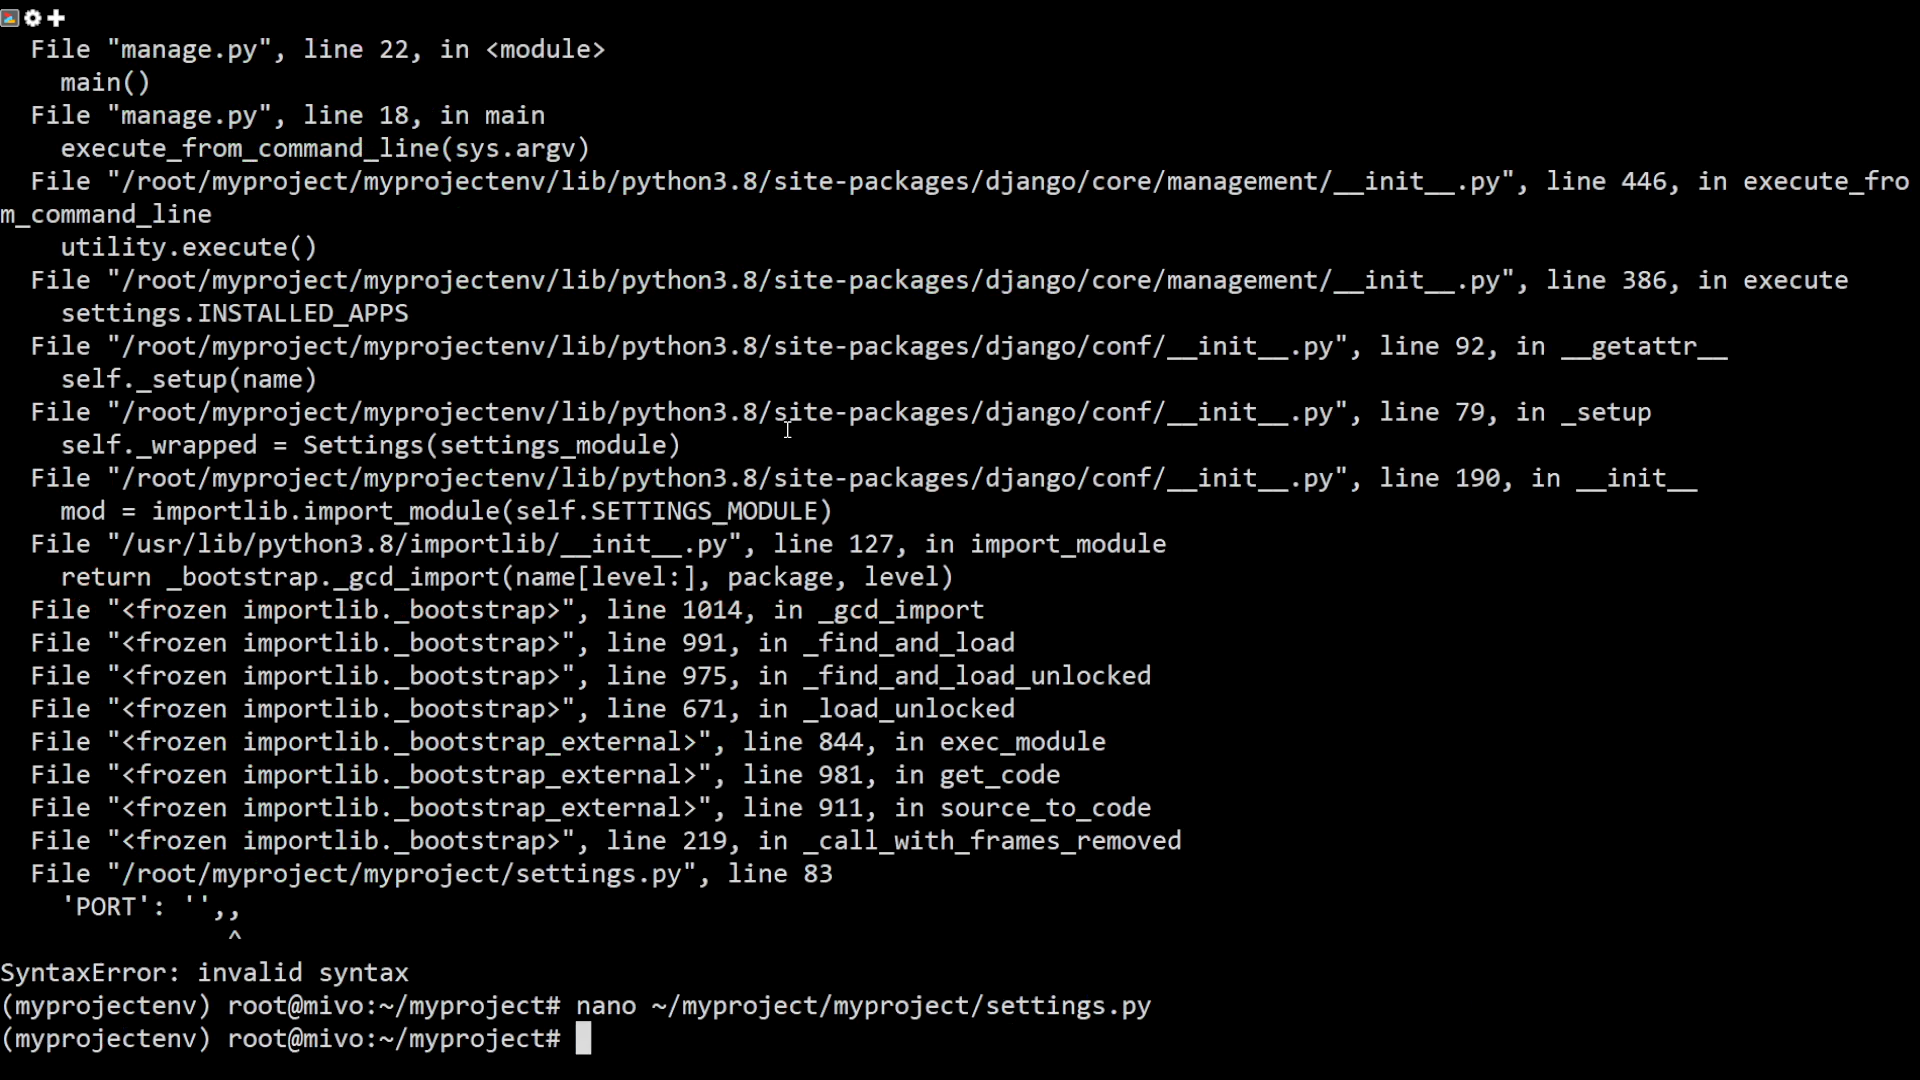 File "manage.py", line 22, in <module>
main()
File "manage.py", line 18, in main
execute_from_command_line(sys.argv)
File "/root/myproject/myprojectenv/lib/python3.8/site-packages/django/core/management/__init__.py", line 446, in execute_fro
m_command_line
utility.execute()
File "/root/myproject/myprojectenv/lib/python3.8/site-packages/django/core/management/__init__.py", line 386, in execute
settings.INSTALLED_APPS
File "/root/myproject/myprojectenv/lib/python3.8/site-packages/django/conf/__init__.py", line 92, in __getattr__
self._setup(name)
File "/root/myproject/myprojectenv/lib/python3.8/site-packages/django/conf/__init__.py", line 79, in _setup
self._wrapped = Settings(settings_module)
File "/root/myproject/myprojectenv/lib/python3.8/site-packages/django/conf/__init__.py", line 190, in __init__
mod = importlib.import_module(self.SETTINGS_MODULE)
File "/usr/lib/python3.8/importlib/__init__.py", line 127, in import_module
return _bootstrap._gcd_import(name[level:], package, level)
File "<frozen importlib._bootstrap>", line 1014, in _gcd_import
File "<frozen importlib._bootstrap>", line 991, in _find_and_load
File "<frozen importlib._bootstrap>", line 975, in _find_and_load_unlocked
File "<frozen importlib._bootstrap>", line 671, in _load_unlocked
File "<frozen importlib._bootstrap_external>", line 844, in exec_module
File "<frozen importlib._bootstrap_external>", line 981, in get_code
File "<frozen importlib._bootstrap_external>", line 911, in source_to_code
File "<frozen importlib._bootstrap>", line 219, in _call_with_frames_removed
File "/root/myproject/myproject/settings.py", line 83
'PORT': '',,
^
SyntaxError: invalid syntax
(myprojectenv) root@mivo:~/myproject# nano ~/myproject/myproject/settings.py
(myprojectenv) root@mivo:~/myproject#